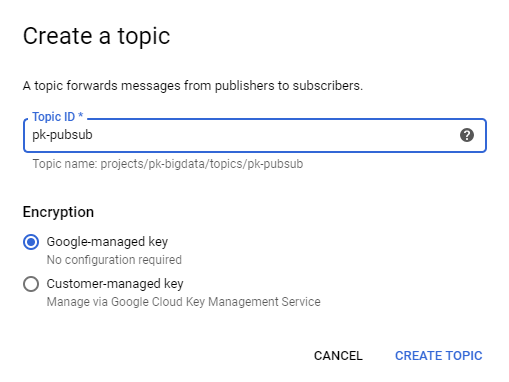 Create a topic
A topic forwards messages from publishers to subscribers.
Topic ID *
pk-pubsub
?
Topic name: projects/pk-bigdata/topics/pk-pubsub
Encryption
Google-managed key
No configuration required
Customer-managed key
Manage via Google Cloud Key Management Service
CANCEL CREATE TOPIC